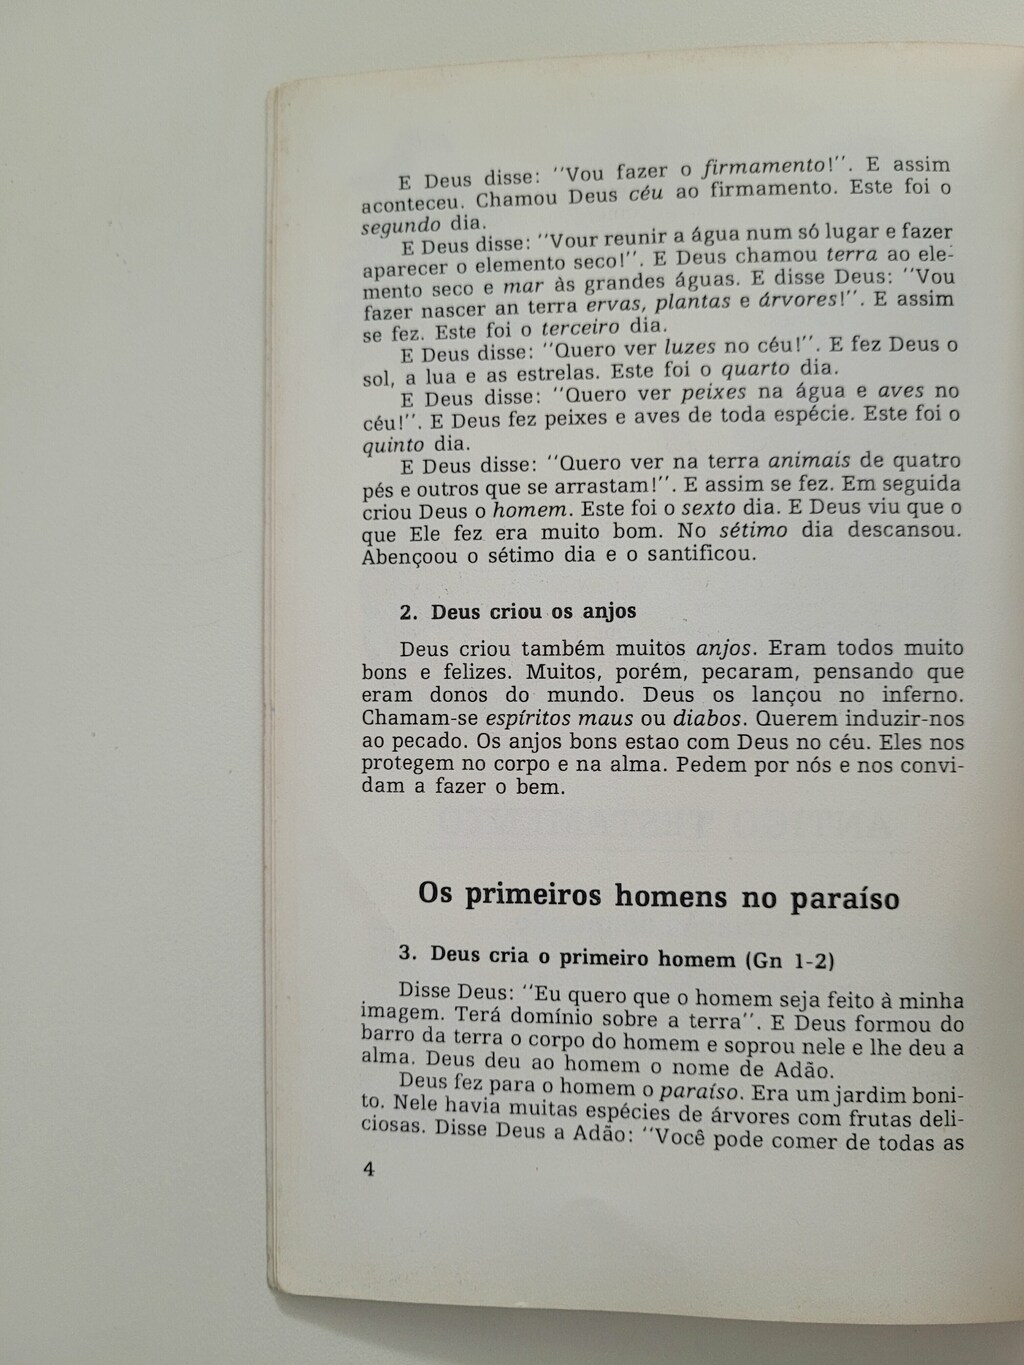 E Deus disse: "Vou fazer o firmamento!". E assim
aconteceu. Chamou Deus céu ao firmamento. Este foi o
segundo dia.
E Deus disse: "Vour reunir a água num só lugar e fazer
aparecer o elemento seco!". E Deus chamou terra ao ele-
mento seco e mar às grandes águas. E disse Deus: "Vou
fazer nascer an terra ervas, plantas e árvores!". E assim
se fez. Este foi o terceiro dia.
E Deus disse: "Quero ver luzes no céu!". E fez Deus o
sol, a lua e as estrelas. Este foi o quarto dia.
E Deus disse: "Quero ver peixes na água e aves no
céu!". E Deus fez peixes e aves de toda espécie. Este foi o
quinto dia.
E Deus disse: "Quero ver na terra animais de quatro
pés e outros que se arrastam!". E assim se fez. Em seguida
criou Deus o homem. Este foi o sexto dia. E Deus viu que o
que Ele fez era muito bom. No sétimo dia descansou.
Abençoou o sétimo dia e o santificou.
2. Deus criou os anjos
Deus criou também muitos anjos. Eram todos muito
bons e felizes. Muitos, porém, pecaram, pensando que
eram donos do mundo. Deus os lançou no inferno.
Chamam-se espíritos maus ou diabos. Querem induzir-nos
ao pecado. Os anjos bons estao com Deus no céu. Eles nos
protegem no corpo e na alma. Pedem por nós e nos convi-
dam a fazer o bem.
Os primeiros homens no paraíso
3. Deus cria o primeiro homem (Gn 1-2)
Disse Deus: "Eu quero que o homem seja feito à minha
imagem. Terá domínio sobre a terra". E Deus formou do
barro da terra o corpo do homem e soprou nele e lhe deu a
alma. Deus deu ao homem o nome de Adão.
Deus fez para o homem o paraíso. Era um jardim boni-
to. Nele havia muitas espécies de árvores com frutas deli-
ciosas. Disse Deus a Adão: "Você pode comer de todas as
4